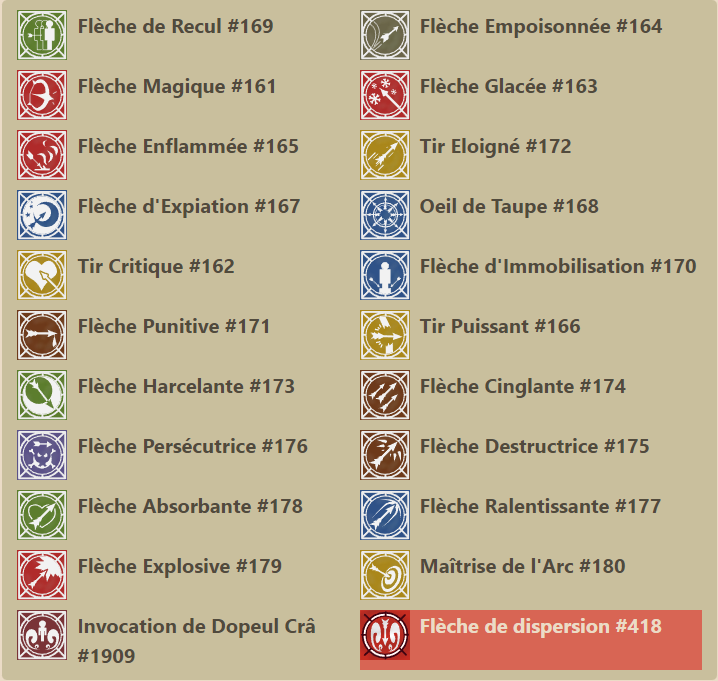 Flèche de Recul #169
Flèche Empoisonnée #164
Flèche Magique #161
Flèche Glacée #163
Flèche Enflammée #165
Tir Eloigné #172
Flèche d'Expiation #167
Oeil de Taupe #168
Tir Critique #162
Flèche d'Immobilisation #170
Flèche Punitive #171
Tir Puissant #166
Flèche Harcelante #173
Flèche Cinglante #174
Flèche Persécutrice #176
Flèche Destructrice #175
Flèche Absorbante #178
Flèche Ralentissante #177
Flèche Explosive #179
Maîtrise de l'Arc #180
Invocation de Dopeul Crâ
#1909
Flèche de dispersion #418